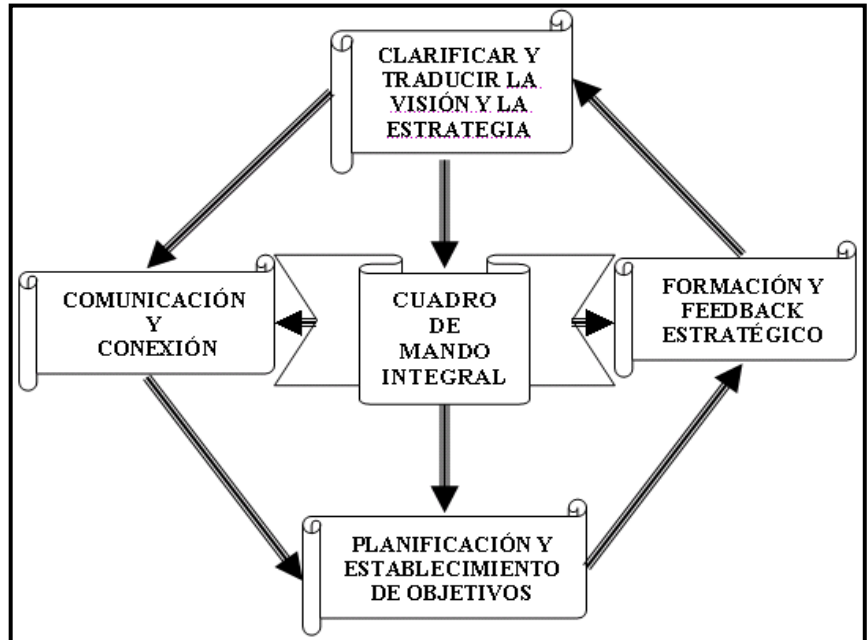 CLARIFICAR Y
TRADUCIR LA
VISIÓN Y LA
ESTRATEGIA
COMUNICACIÓN
Y
CONEXIÓN
CUADRO
DE
MANDO
INTEGRAL
FORMACIÓN Y
FEEDBACK
ESTRATÉGICO
PLANIFICACIÓN Y
ESTABLECIMIENTO
DE OBJETIVOS